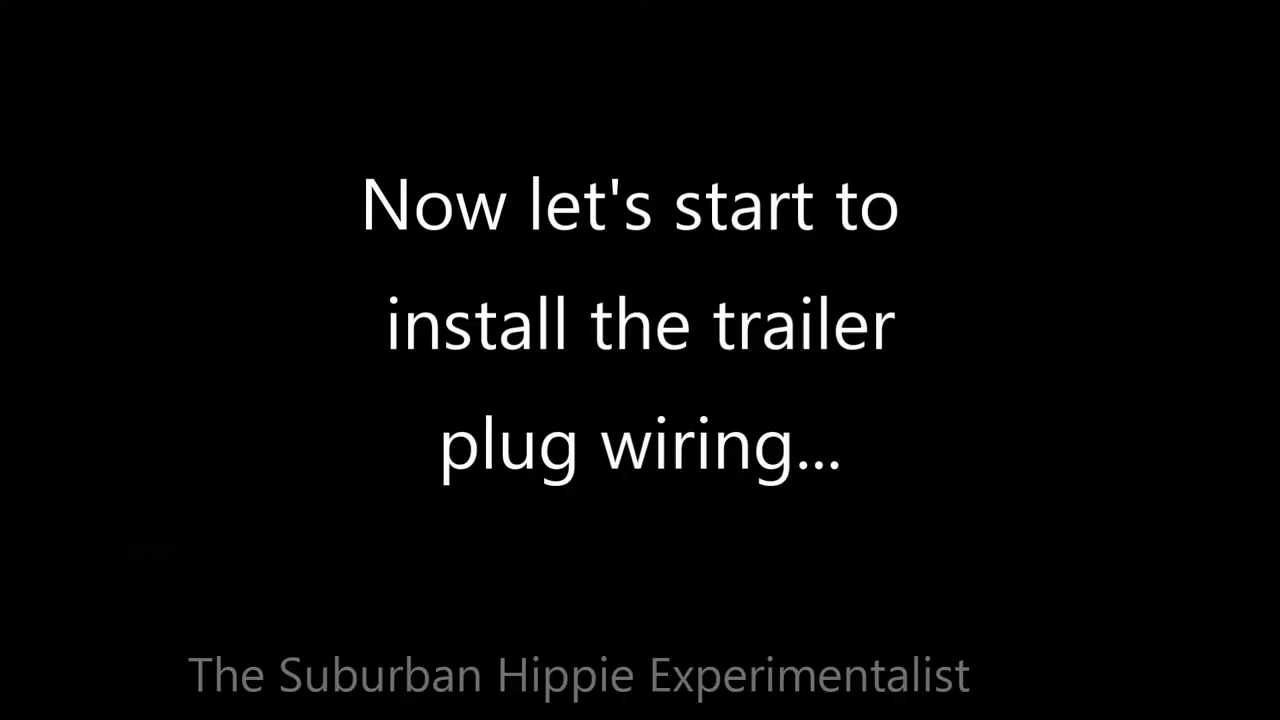 Now let's start to
install the trailer
plug wiring...
The Suburban Hippie Experimentalist